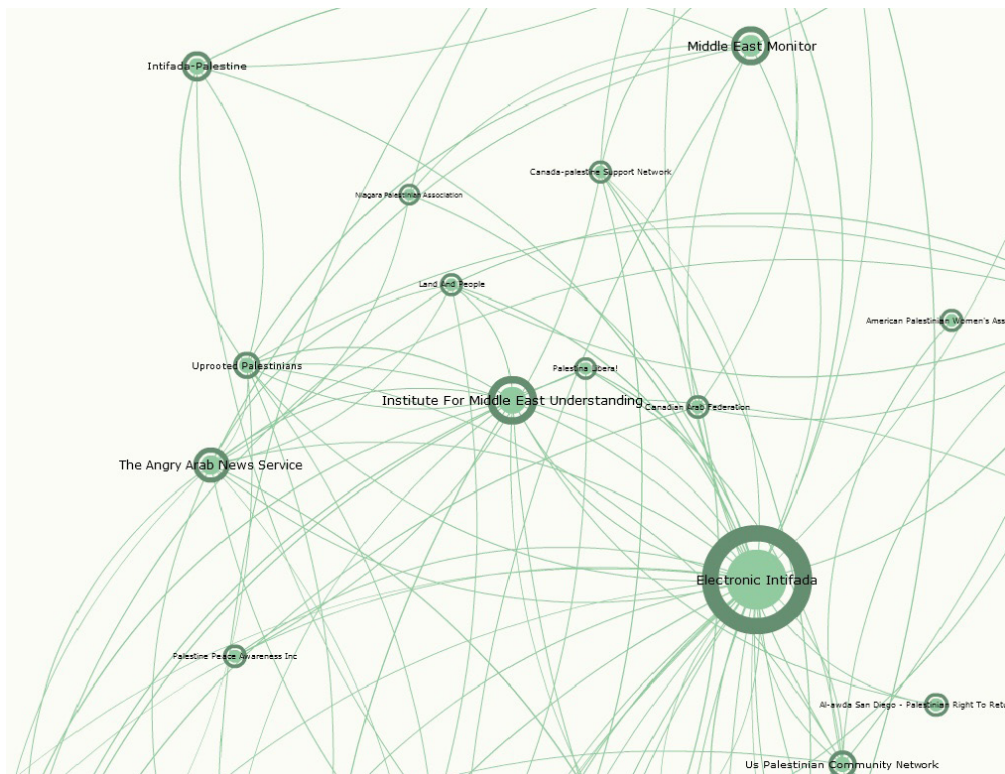 Middle East Monitor
Intifada-Palestine
Canada-palestine Support Network
Niagara Palestinian Association
Land And People
American Palestinian Women's Ass
Uprooted Palestinians
Palestina Libera!
Institute For Middle East Understanding
Canadian Arab Federation
The Angry Arab News Service
Electronic Intifada
Palestine Peace Awareness Inc
Al-awda San Diego - Palestinian Right To Retu
Us Palestinian Community Network